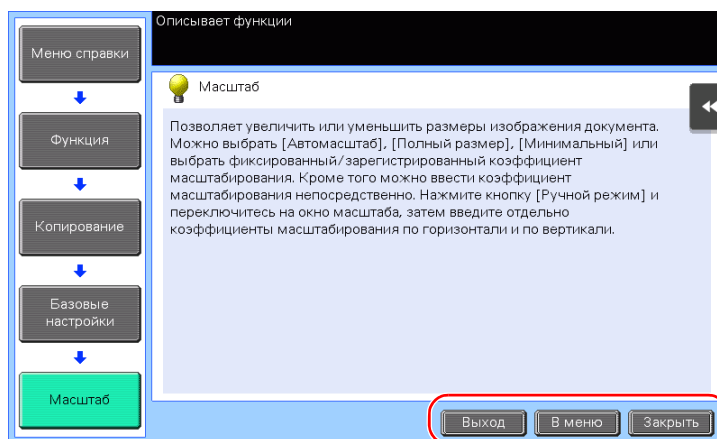 Описывает функции
Меню справки
Функция
Копирование
Базовые
настройки
Масштаб
Масштаб
Позволяет увеличить или уменьшить размеры изображения документа.
Можно выбрать [Автомасштаб], [Полный размер], [Минимальный] или
выбрать фиксированный/зарегистрированный коэффициент
масштабирования. Кроме того можно ввести коэффициент
масштабирования непосредственно. Нажмите кнопку [Ручной режим] и
переключитесь на окно масштаба, затем введите отдельно
коэффициенты масштабирования по горизонтали и по вертикали.
Выход
В меню
Закрыть